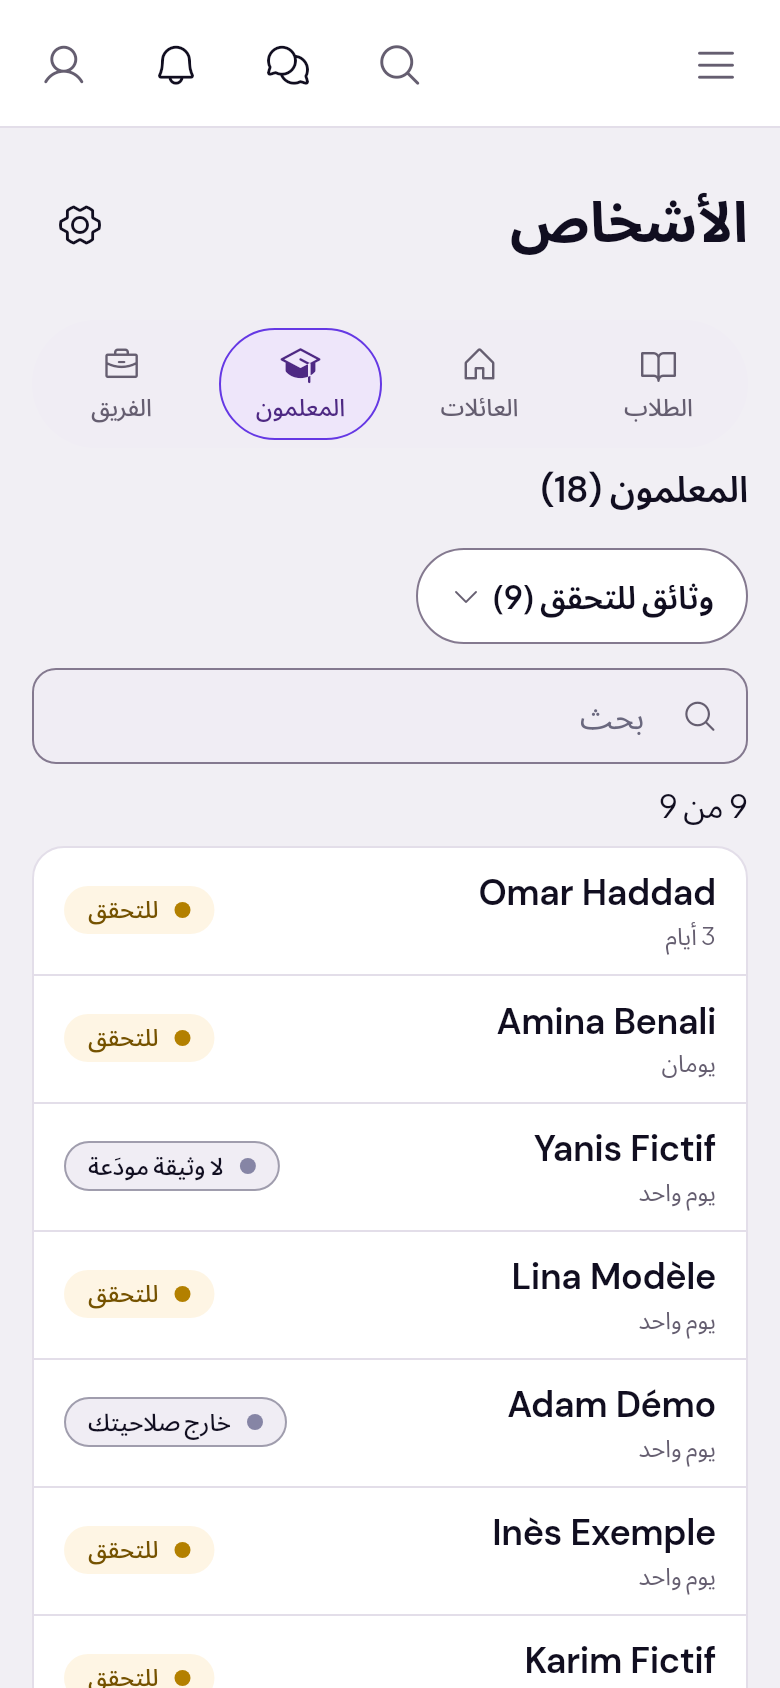 الأشخاص
الطلاب
العائلات
المعلمون
الفريق
المعلمون (18)
وثائق للتحقق (9)
بحث
9 من 9
Omar Haddad
للتحقق
3 أيام
Amina Benali
للتحقق
يومان
Yanis Fictif
لا وثيقة مودَعة
يوم واحد
Lina Modèle
للتحقق
يوم واحد
Adam Démo
خارج صلاحيتك
يوم واحد
Inès Exemple
للتحقق
يوم واحد
Karim Fictif
للتحقق